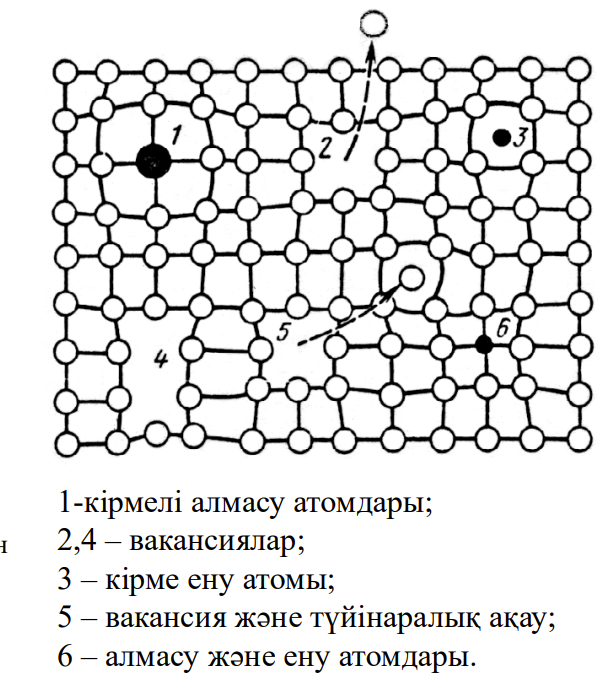 1
2
3
4
5
6
1-кірмелі алмасу атомдары;
н
2,4 – вакансиялар;
3 – кірме ену атомы;
5 – вакансия және түйінаралық ақау;
6 – алмасу және ену атомдары.